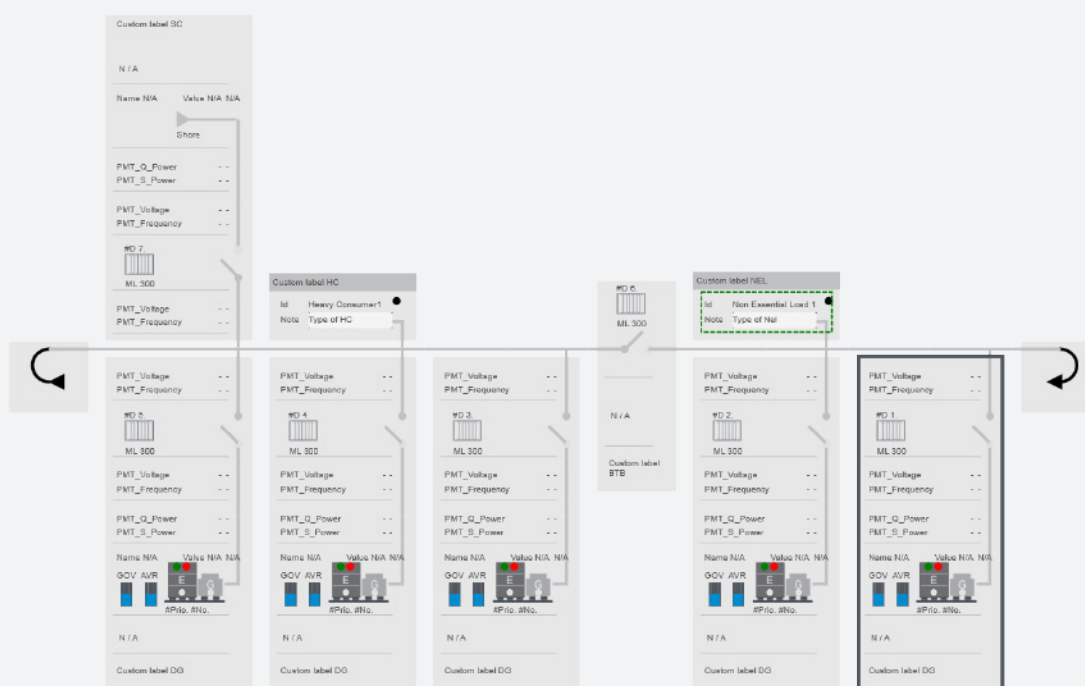 Custom label SC
N / A
Name N/A Value N/A N/A
Shore
PMT_Q_Power - -
PMT_S_Power - -
PMT_Voltage - -
PMT_Frequency - -
#D 7.
ML 300
PMT_Voltage - -
PMT_Frequency - -
Custom label HC
Id Heavy Consumer1
Note Type of HC
#D 6.
ML 300
N / A
Custom label
BTB
Custom label NEL
Id Non Essential Load 1
Note Type of Nel
PMT_Voltage - -
PMT_Frequency - -
#D 5.
ML 300
PMT_Voltage - -
PMT_Frequency - -
PMT_Q_Power - -
PMT_S_Power - -
Name N/A Value N/A N/A
GOV AVR
E
G
#Prio. #No.
N / A
Custom label DG
PMT_Voltage - -
PMT_Frequency - -
#D 4.
ML 300
PMT_Voltage - -
PMT_Frequency - -
PMT_Q_Power - -
PMT_S_Power - -
Name N/A Value N/A N/A
GOV AVR
E
G
#Prio. #No.
N / A
Custom label DG
PMT_Voltage - -
PMT_Frequency - -
#D 3.
ML 300
PMT_Voltage - -
PMT_Frequency - -
PMT_Q_Power - -
PMT_S_Power - -
Name N/A Value N/A N/A
GOV AVR
E
G
#Prio. #No.
N / A
Custom label DG
PMT_Voltage - -
PMT_Frequency - -
#D 2.
ML 300
PMT_Voltage - -
PMT_Frequency - -
PMT_Q_Power - -
PMT_S_Power - -
Name N/A Value N/A N/A
GOV AVR
E
G
#Prio. #No.
N / A
Custom label DG
PMT_Voltage - -
PMT_Frequency - -
#D 1.
ML 300
PMT_Voltage - -
PMT_Frequency - -
PMT_Q_Power - -
PMT_S_Power - -
Name N/A Value N/A N/A
GOV AVR
E
G
#Prio. #No.
N / A
Custom label DG